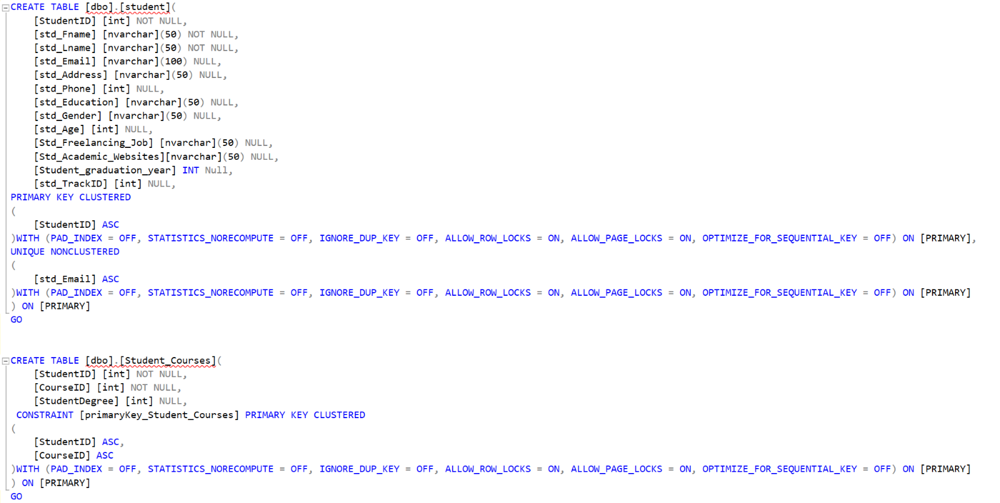 CREATE TABLE [dbo].[student](
[StudentID] [int] NOT NULL,
[std_Fname] [nvarchar](50) NOT NULL,
[std_Lname] [nvarchar](50) NOT NULL,
[std_Email] [nvarchar](100) NULL,
[std_Address] [nvarchar](50) NULL,
[std_Phone] [int] NULL,
[std_Education] [nvarchar](50) NULL,
[std_Gender] [nvarchar](50) NULL,
[std_Age] [int] NULL,
[Std_Freelancing_Job] [nvarchar](50) NULL,
[Std_Academic_Websites][nvarchar](50) NULL,
[Student_graduation_year] INT Null,
[std_TrackID] [int] NULL,
PRIMARY KEY CLUSTERED
(
[StudentID] ASC
)WITH (PAD_INDEX = OFF, STATISTICS_NORECOMPUTE = OFF, IGNORE_DUP_KEY = OFF, ALLOW_ROW_LOCKS = ON, ALLOW_PAGE_LOCKS = ON, OPTIMIZE_FOR_SEQUENTIAL_KEY = OFF) ON [PRIMARY],
UNIQUE NONCLUSTERED
(
[std_Email] ASC
)WITH (PAD_INDEX = OFF, STATISTICS_NORECOMPUTE = OFF, IGNORE_DUP_KEY = OFF, ALLOW_ROW_LOCKS = ON, ALLOW_PAGE_LOCKS = ON, OPTIMIZE_FOR_SEQUENTIAL_KEY = OFF) ON [PRIMARY]
) ON [PRIMARY]
GO
CREATE TABLE [dbo].[Student_Courses](
[StudentID] [int] NOT NULL,
[CourseID] [int] NOT NULL,
[StudentDegree] [int] NULL,
CONSTRAINT [primaryKey_Student_Courses] PRIMARY KEY CLUSTERED
(
[StudentID] ASC,
[CourseID] ASC
)WITH (PAD_INDEX = OFF, STATISTICS_NORECOMPUTE = OFF, IGNORE_DUP_KEY = OFF, ALLOW_ROW_LOCKS = ON, ALLOW_PAGE_LOCKS = ON, OPTIMIZE_FOR_SEQUENTIAL_KEY = OFF) ON [PRIMARY]
) ON [PRIMARY]
GO